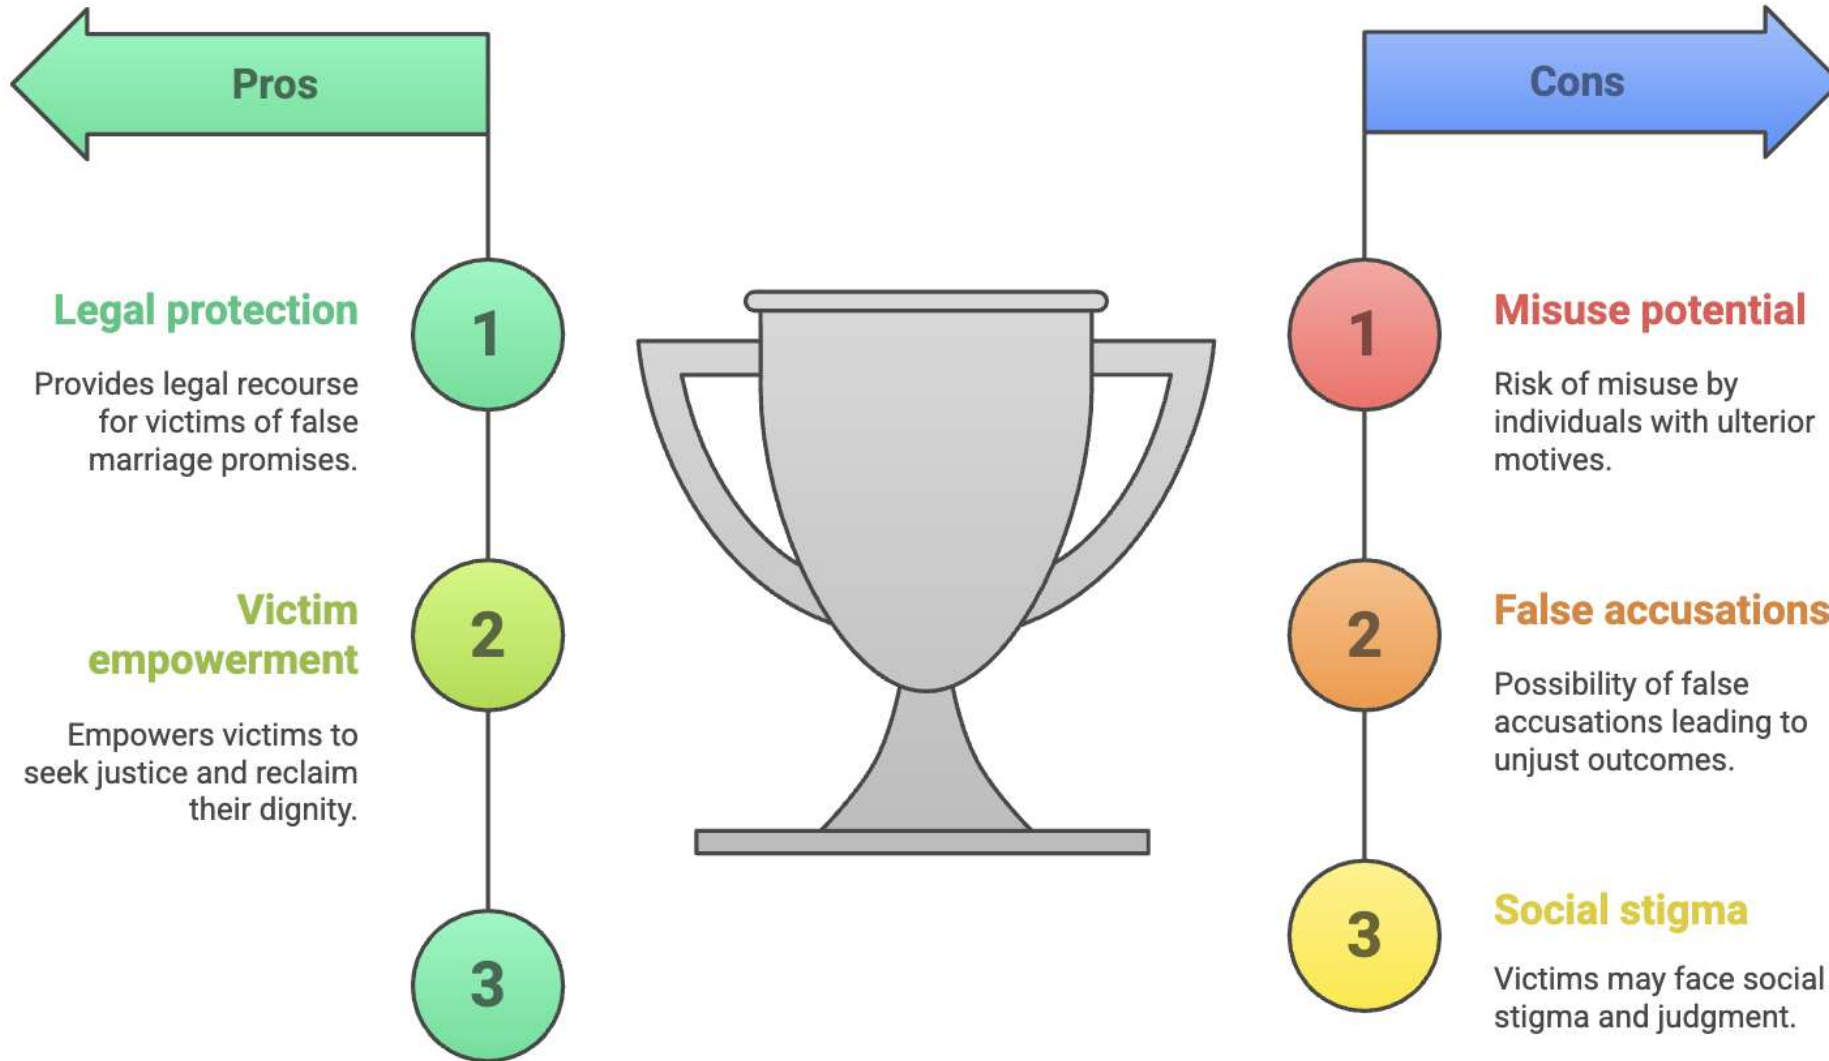 Pros
1
Legal protection
Provides legal recourse
for victims of false
marriage promises.
2
Victim
empowerment
Empowers victims to
seek justice and reclaim
their dignity.
3
Cons
1
Misuse potential
Risk of misuse by
individuals with ulterior
motives.
2
False accusations
Possibility of false
accusations leading to
unjust outcomes.
3
Social stigma
Victims may face social
stigma and judgment.